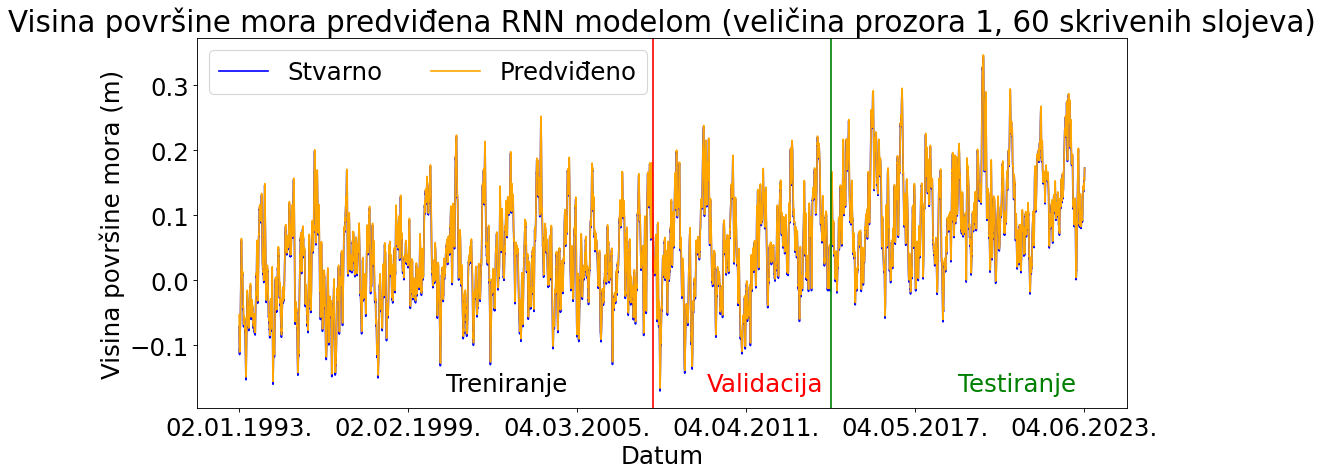 Visina površine mora predviđena RNN modelom (veličina prozora 1, 60 skrivenih slojeva)
Stvarno Predviđeno
Visina površine mora (m)
0.3
0.2
0.1
0.0
−0.1
Treniranje Validacija Testiranje
02.01.1993. 02.02.1999. 04.03.2005. 04.04.2011. 04.05.2017. 04.06.2023.
Datum